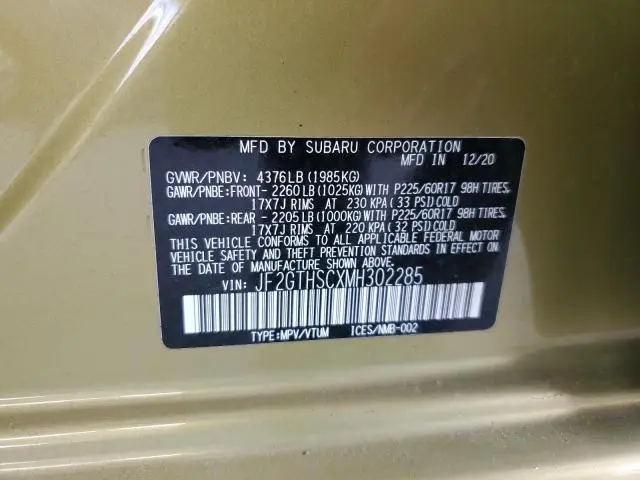 MFD BY SUBARU CORPORATION
MFD IN 12/20
GVWR/PNBV: 4376LB (1985KG)
GAWR/PNBE:FRONT- 2260LB(1025KG)WITH P225/60R17 98H TIRES,
17X7J RIMS AT 230 KPA ( 33 PSI)COLD
GAWR/PNBE:REAR - 2205LB(1000KG)WITH P225/60R17 98H TIRES,
17X7J RIMS AT 220 KPA ( 32 PSI)COLD
THIS VEHICLE CONFORMS TO ALL APPLICABLE FEDERAL MOTOR
VEHICLE SAFETY AND THEFT PREVENTION STANDARDS IN EFFECT
ON THE DATE OF MANUFACTURE SHOWN ABOVE.
VIN: JF2GTHSCXMH302285
TYPE:MPV/VTUM ICES/NMB-002